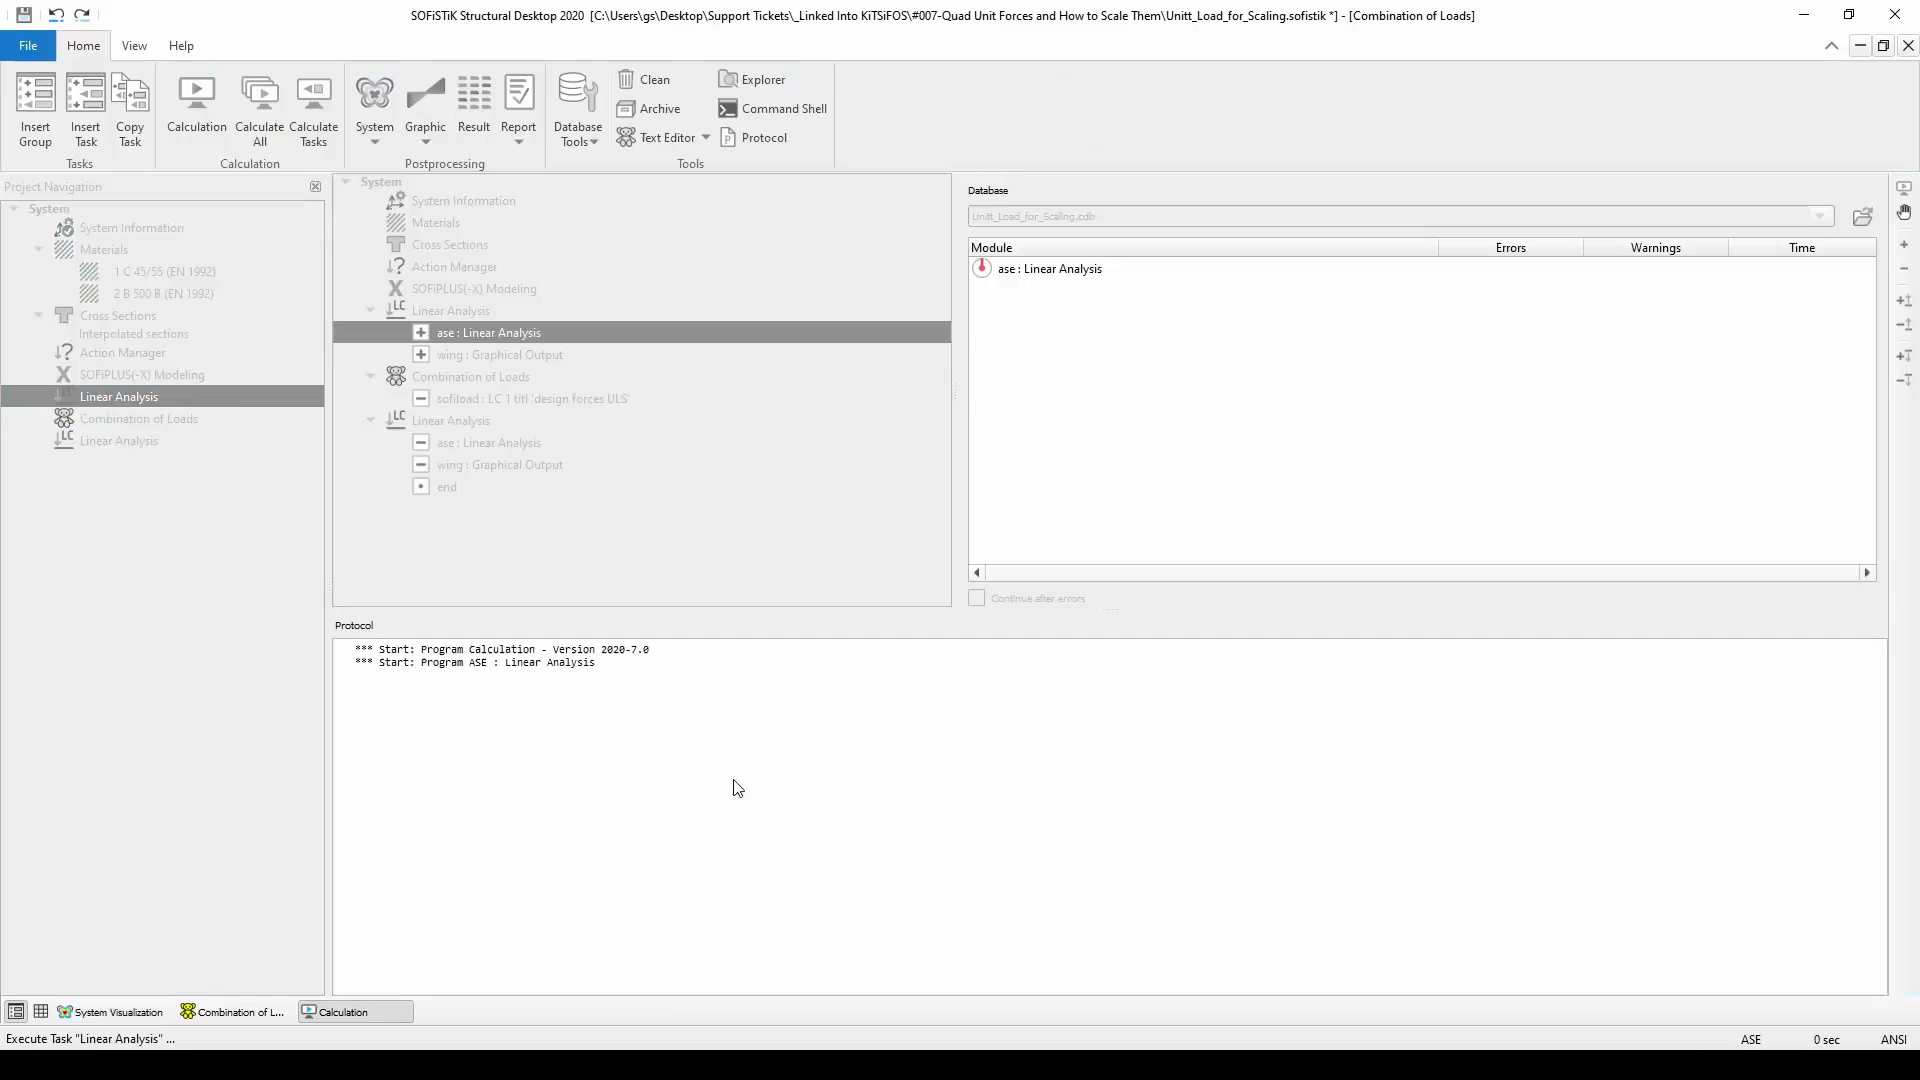 SOFiSTiK Structural Desktop 2020 [C:\Users\gs\Desktop\Support Tickets\_Linked Into KiTSiFOS\#007-Quad Unit Forces and How to Scale Them\Unitt_Load_for_Scaling.sofistik *] - [Combination of Loads]
File Home View Help
Insert Group
Insert Task
Copy Task
Tasks
Calculation
Calculate All
Calculate Tasks
Calculation
System
Graphic
Result
Report
Postprocessing
Database Tools
Clean
Archive
Text Editor
Explorer
Command Shell
Protocol
Tools
Project Navigation
System
System Information
Materials
1 C 45/55 (EN 1992)
2 B 500 B (EN 1992)
Cross Sections
Interpolated sections
Action Manager
SOFiPLUS(-X) Modeling
Linear Analysis
Combination of Loads
Linear Analysis
System
System Information
Materials
Cross Sections
Action Manager
SOFiPLUS(-X) Modeling
Linear Analysis
ase : Linear Analysis
wing : Graphical Output
Combination of Loads
sofiload : LC 1 titl 'design forces ULS'
Linear Analysis
ase : Linear Analysis
wing : Graphical Output
end
Database
Unitt_Load_for_Scaling.cdb
Module Errors Warnings Time
ase : Linear Analysis
Continue after errors
Protocol
*** Start: Program Calculation - Version 2020-7.0
*** Start: Program ASE : Linear Analysis
System Visualization
Combination of L...
Calculation
Execute Task "Linear Analysis" ...
ASE 0 sec ANSI